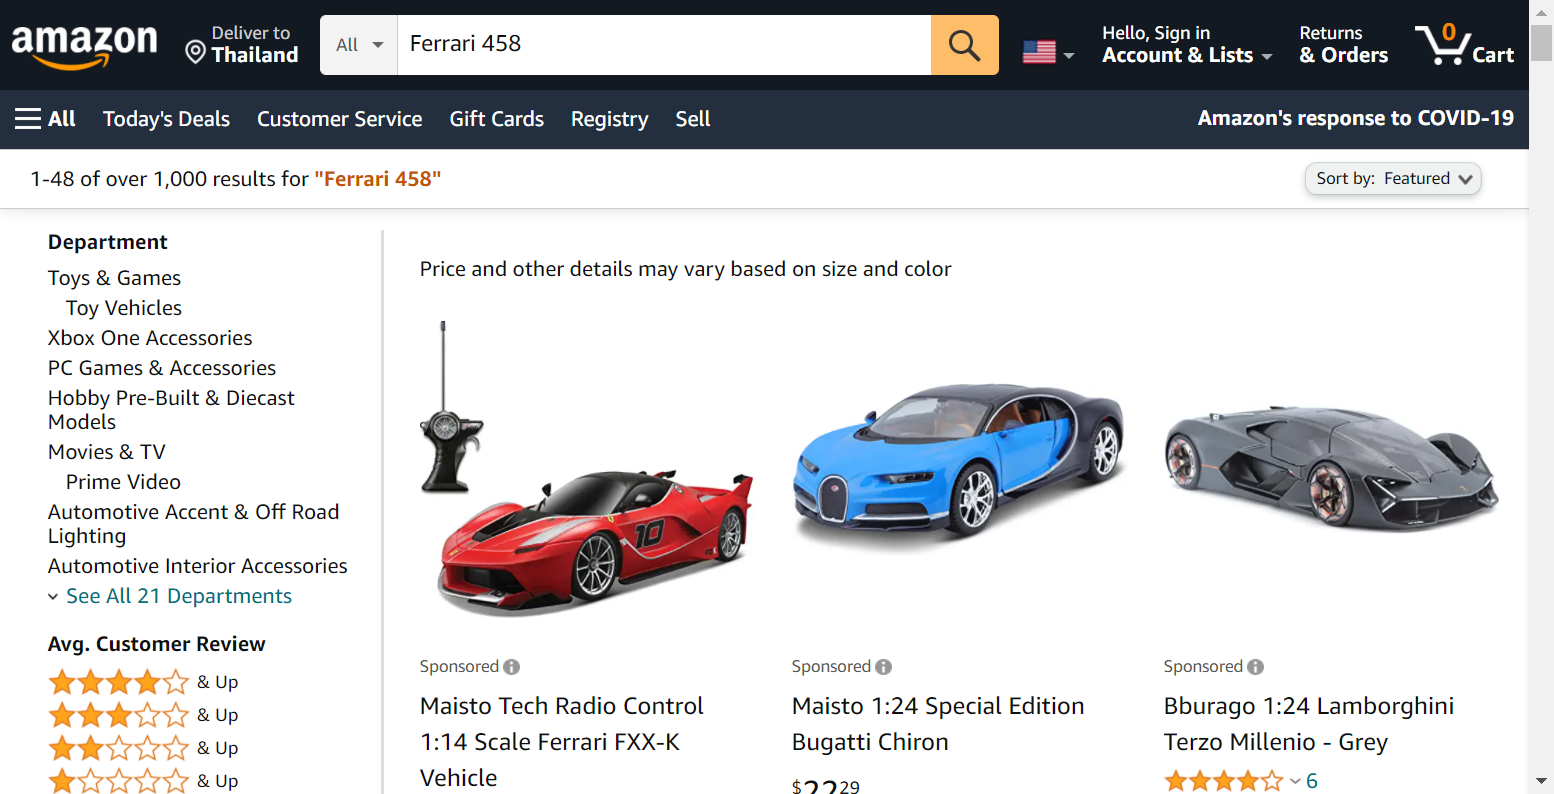 amazon
Deliver to
Thailand
All
Ferrari 458
Hello, Sign in
Account & Lists
Returns
& Orders
0
Cart
All
Today's Deals
Customer Service
Gift Cards
Registry
Sell
Amazon's response to COVID-19
1-48 of over 1,000 results for "Ferrari 458"
Sort by: Featured
Department
Toys & Games
Toy Vehicles
Xbox One Accessories
PC Games & Accessories
Hobby Pre-Built & Diecast
Models
Movies & TV
Prime Video
Automotive Accent & Off Road
Lighting
Automotive Interior Accessories
See All 21 Departments
Avg. Customer Review
& Up
& Up
& Up
& Up
Price and other details may vary based on size and color
10
Sponsored
Maisto Tech Radio Control
1:14 Scale Ferrari FXX-K
Vehicle
Sponsored
Maisto 1:24 Special Edition
Bugatti Chiron
$22.29
Sponsored
Bburago 1:24 Lamborghini
Terzo Millenio - Grey
6